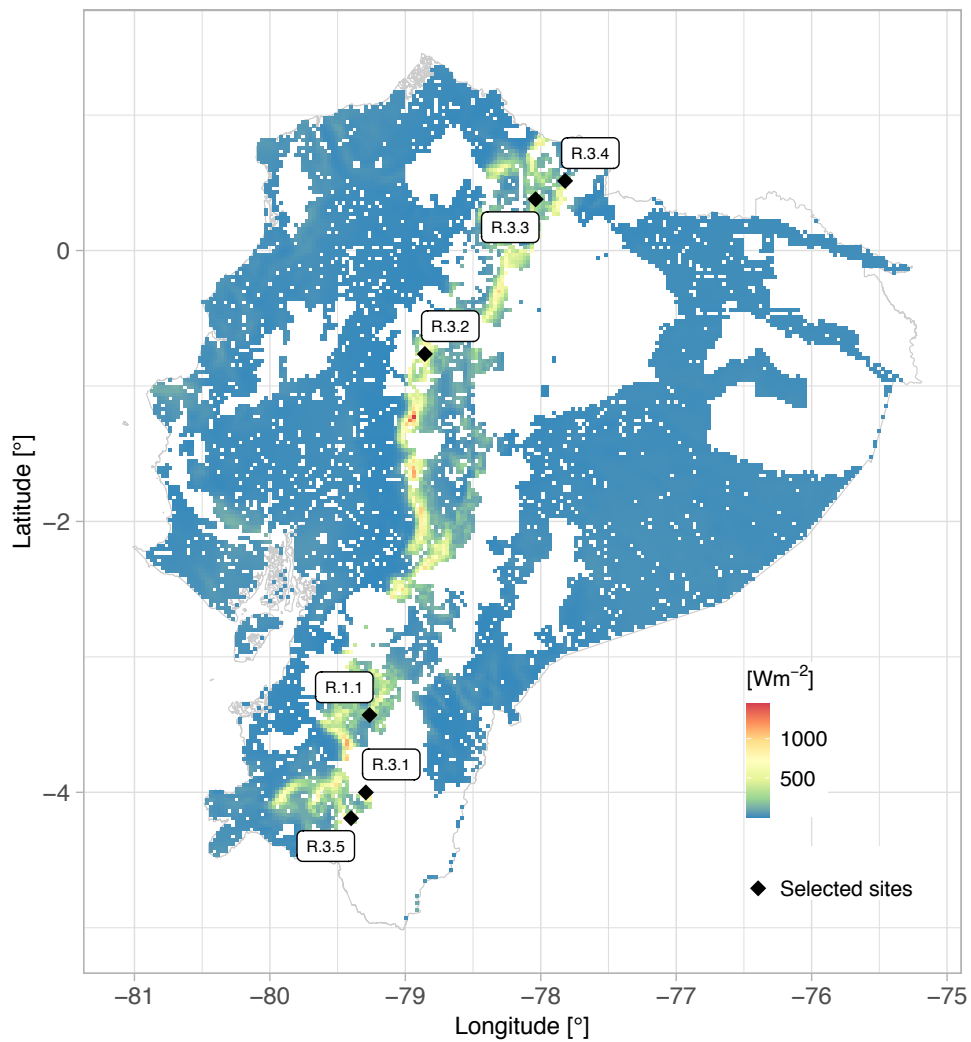 R.3.4
R.3.3
0
R.3.2
Latitude [°]
−2
[Wm−2]
R.1.1
1000
R.3.1
500
−4
R.3.5
Selected sites
−81 −80 −79 −78 −77 −76 −75
Longitude [°]